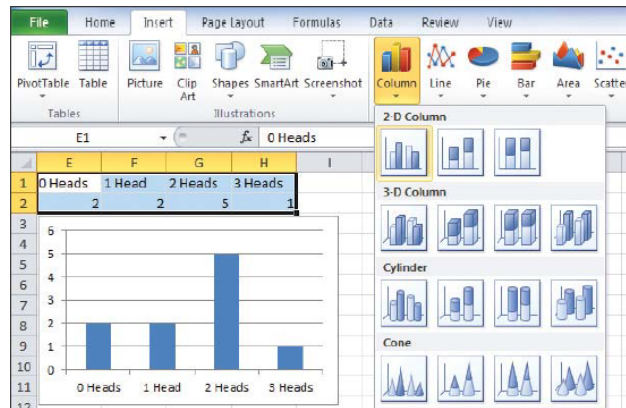 File Home Insert Page Layout Formulas Data Review View
PivotTable Table Picture Clip Art Shapes SmartArt Screenshot Column Line Pie Bar Area Scatte
Tables Illustrations
E1 fx 0 Heads
2-D Column
3-D Column
Cylinder
Cone
E F G H I
1 0 Heads 1 Head 2 Heads 3 Heads
2 2 2 5 1
3
4
5
6
7
8
9
10
11
12
6
5
4
3
2
1
0
0 Heads 1 Head 2 Heads 3 Heads